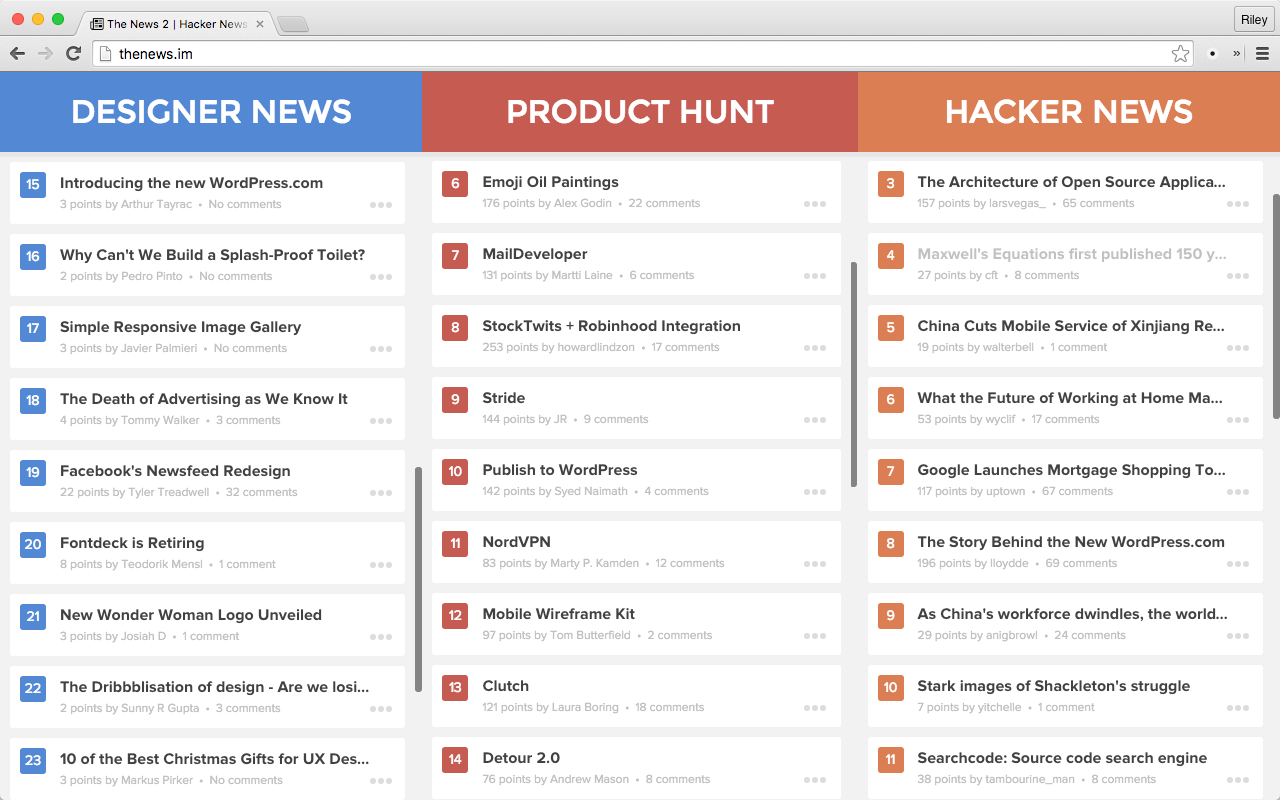 The News 2 | Hacker News
Riley
thenews.im
DESIGNER NEWS
15
Introducing the new WordPress.com
3 points by Arthur Tayrac • No comments
16
Why Can't We Build a Splash-Proof Toilet?
2 points by Pedro Pinto • No comments
17
Simple Responsive Image Gallery
3 points by Javier Palmieri • No comments
18
The Death of Advertising as We Know It
4 points by Tommy Walker • 3 comments
19
Facebook's Newsfeed Redesign
22 points by Tyler Treadwell • 32 comments
20
Fontdeck is Retiring
8 points by Teodorik Mensl • 1 comment
21
New Wonder Woman Logo Unveiled
3 points by Josiah D • 1 comment
22
The Dribbblisation of design - Are we losi...
2 points by Sunny R Gupta • 3 comments
23
10 of the Best Christmas Gifts for UX Des...
3 points by Markus Pirker • No comments
PRODUCT HUNT
6
Emoji Oil Paintings
176 points by Alex Godin • 22 comments
7
MailDeveloper
131 points by Martti Laine • 6 comments
8
StockTwits + Robinhood Integration
253 points by howardlindzon • 17 comments
9
Stride
144 points by JR • 9 comments
10
Publish to WordPress
142 points by Syed Naimath • 4 comments
11
NordVPN
83 points by Marty P. Kamden • 12 comments
12
Mobile Wireframe Kit
97 points by Tom Butterfield • 2 comments
13
Clutch
121 points by Laura Boring • 18 comments
14
Detour 2.0
76 points by Andrew Mason • 8 comments
HACKER NEWS
3
The Architecture of Open Source Applica...
157 points by larsvegas_ • 65 comments
4
Maxwell's Equations first published 150 y...
27 points by cft • 8 comments
5
China Cuts Mobile Service of Xinjiang Re...
19 points by walterbell • 1 comment
6
What the Future of Working at Home Ma...
53 points by wyclif • 17 comments
7
Google Launches Mortgage Shopping To...
117 points by uptown • 67 comments
8
The Story Behind the New WordPress.com
196 points by lloydde • 69 comments
9
As China's workforce dwindles, the world...
29 points by anigbrowl • 24 comments
10
Stark images of Shackleton's struggle
7 points by yitchelle • 1 comment
11
Searchcode: Source code search engine
38 points by tambourine_man • 8 comments